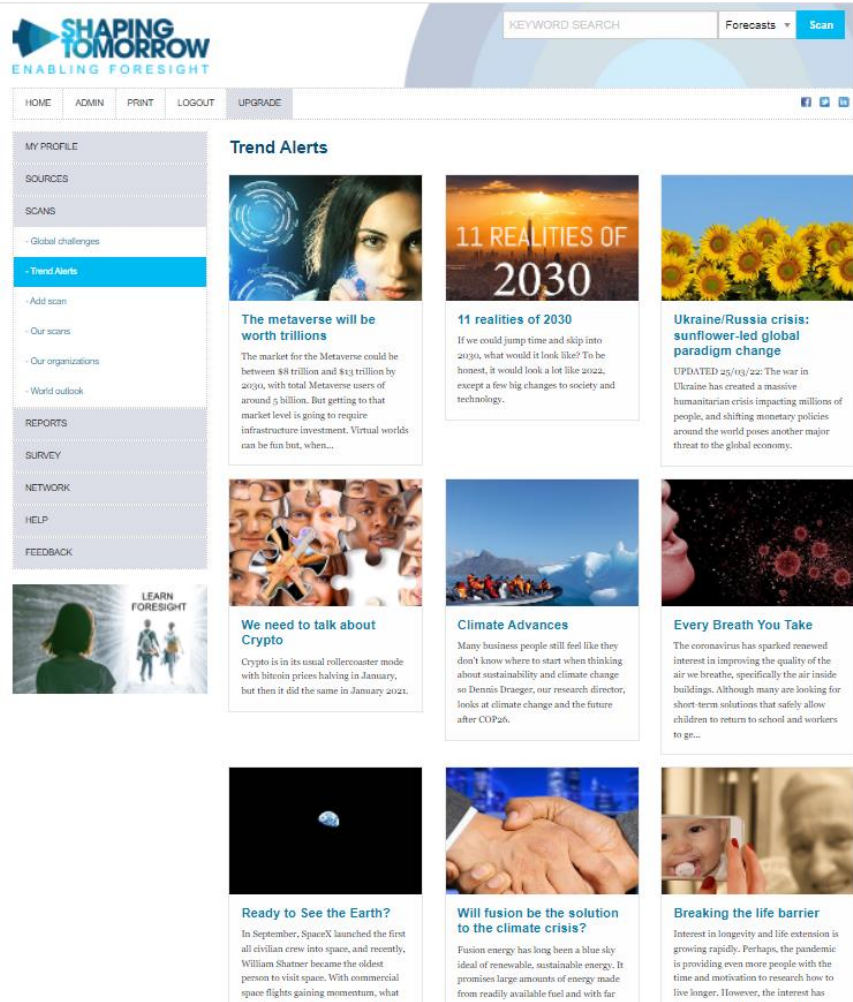 SHAPING
TOMORROW
ENABLING FORESIGHT
KEYWORD SEARCH
Forecasts
Scan
HOME
ADMIN
PRINT
LOGOUT
UPGRADE
MY PROFILE
SOURCES
SCANS
- Global challenges
- Trend Alerts
- Add scan
- Our scans
- Our organizations
- World outlook
REPORTS
SURVEY
NETWORK
HELP
FEEDBACK
LEARN
FORESIGHT
Trend Alerts
The metaverse will be
worth trillions
The market for the Metaverse could be
between $8 trillion and $13 trillion by
2030, with total Metaverse users of
around 5 billion. But getting to that
market level is going to require
infrastructure investment. Virtual worlds
can be fun but, when...
11 REALITIES OF
2030
11 realities of 2030
If we could jump time and skip into
2030, what would it look like? To be
honest, it would look a lot like 2022,
except a few big changes to society and
technology.
Ukraine/Russia crisis:
sunflower-led global
paradigm change
UPDATED 25/03/22: The war in
Ukraine has created a massive
humanitarian crisis impacting millions of
people, and shifting monetary policies
around the world poses another major
threat to the global economy.
We need to talk about
Crypto
Crypto is in its usual rollercoaster mode
with bitcoin prices halving in January,
but then it did the same in January 2021.
Climate Advances
Many business people still feel like they
don't know where to start when thinking
about sustainability and climate change
so Dennis Draeger, our research director,
looks at climate change and the future
after COP26.
Every Breath You Take
The coronavirus has sparked renewed
interest in improving the quality of the
air we breathe, specifically the air inside
buildings. Although many are looking for
short-term solutions that safely allow
children to return to school and workers
to ge...
Ready to See the Earth?
In September, SpaceX launched the first
all civilian crew into space, and recently,
William Shatner became the oldest
person to visit space. With commercial
space flights gaining momentum, what
Will fusion be the solution
to the climate crisis?
Fusion energy has long been a blue sky
ideal of renewable, sustainable energy. It
promises large amounts of energy made
from readily available fuel and with far
Breaking the life barrier
Interest in longevity and life extension is
growing rapidly. Perhaps, the pandemic
is providing even more people with the
time and motivation to research how to
live longer. However, the interest has